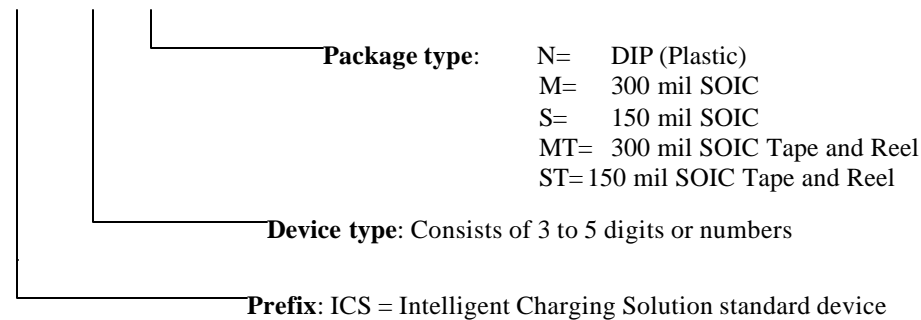 Package type: N= DIP (Plastic)
M= 300 mil SOIC
S= 150 mil SOIC
MT= 300 mil SOIC Tape and Reel
ST= 150 mil SOIC Tape and Reel
Device type: Consists of 3 to 5 digits or numbers
Prefix: ICS = Intelligent Charging Solution standard device